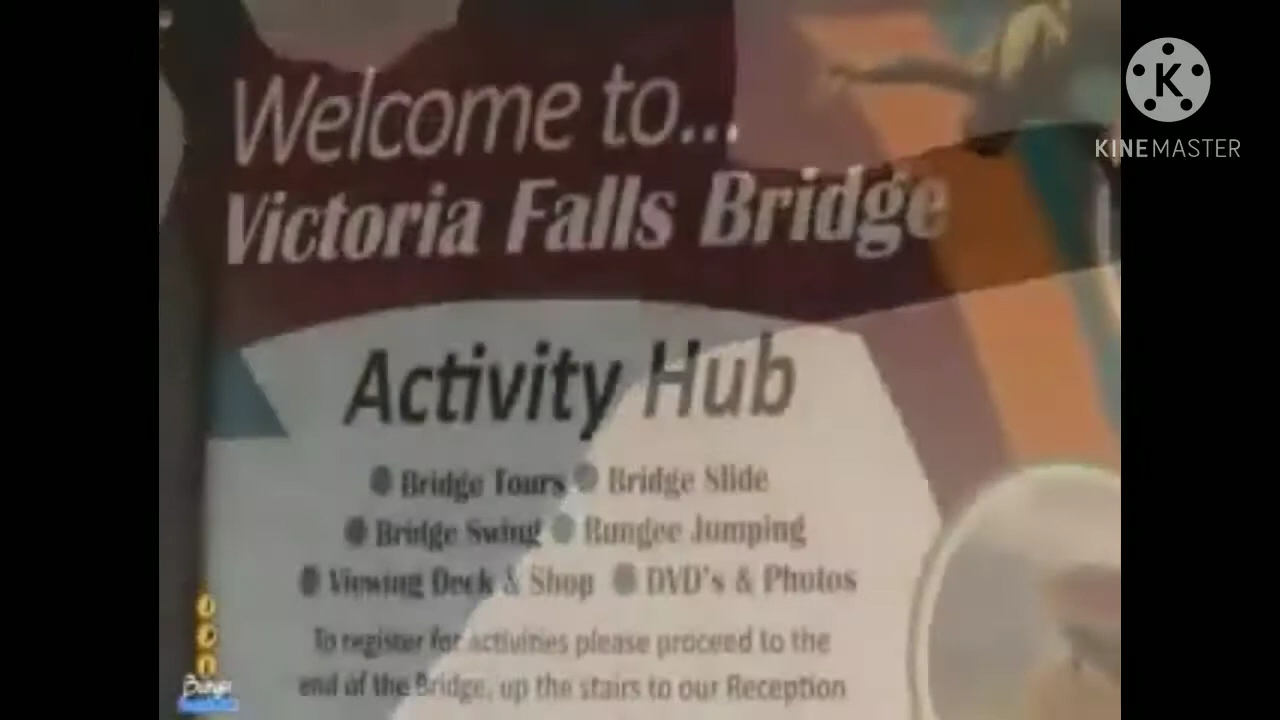 Welcome to...
Victoria Falls Bridge
Activity Hub
Bridge Tours Bridge Slide
Bridge Swing Bungee Jumping
Viewing Deck & Shop DVD's & Photos
To register for activities please proceed to the
end of the Bridge, up the stairs to our Reception
K
KINEMASTER